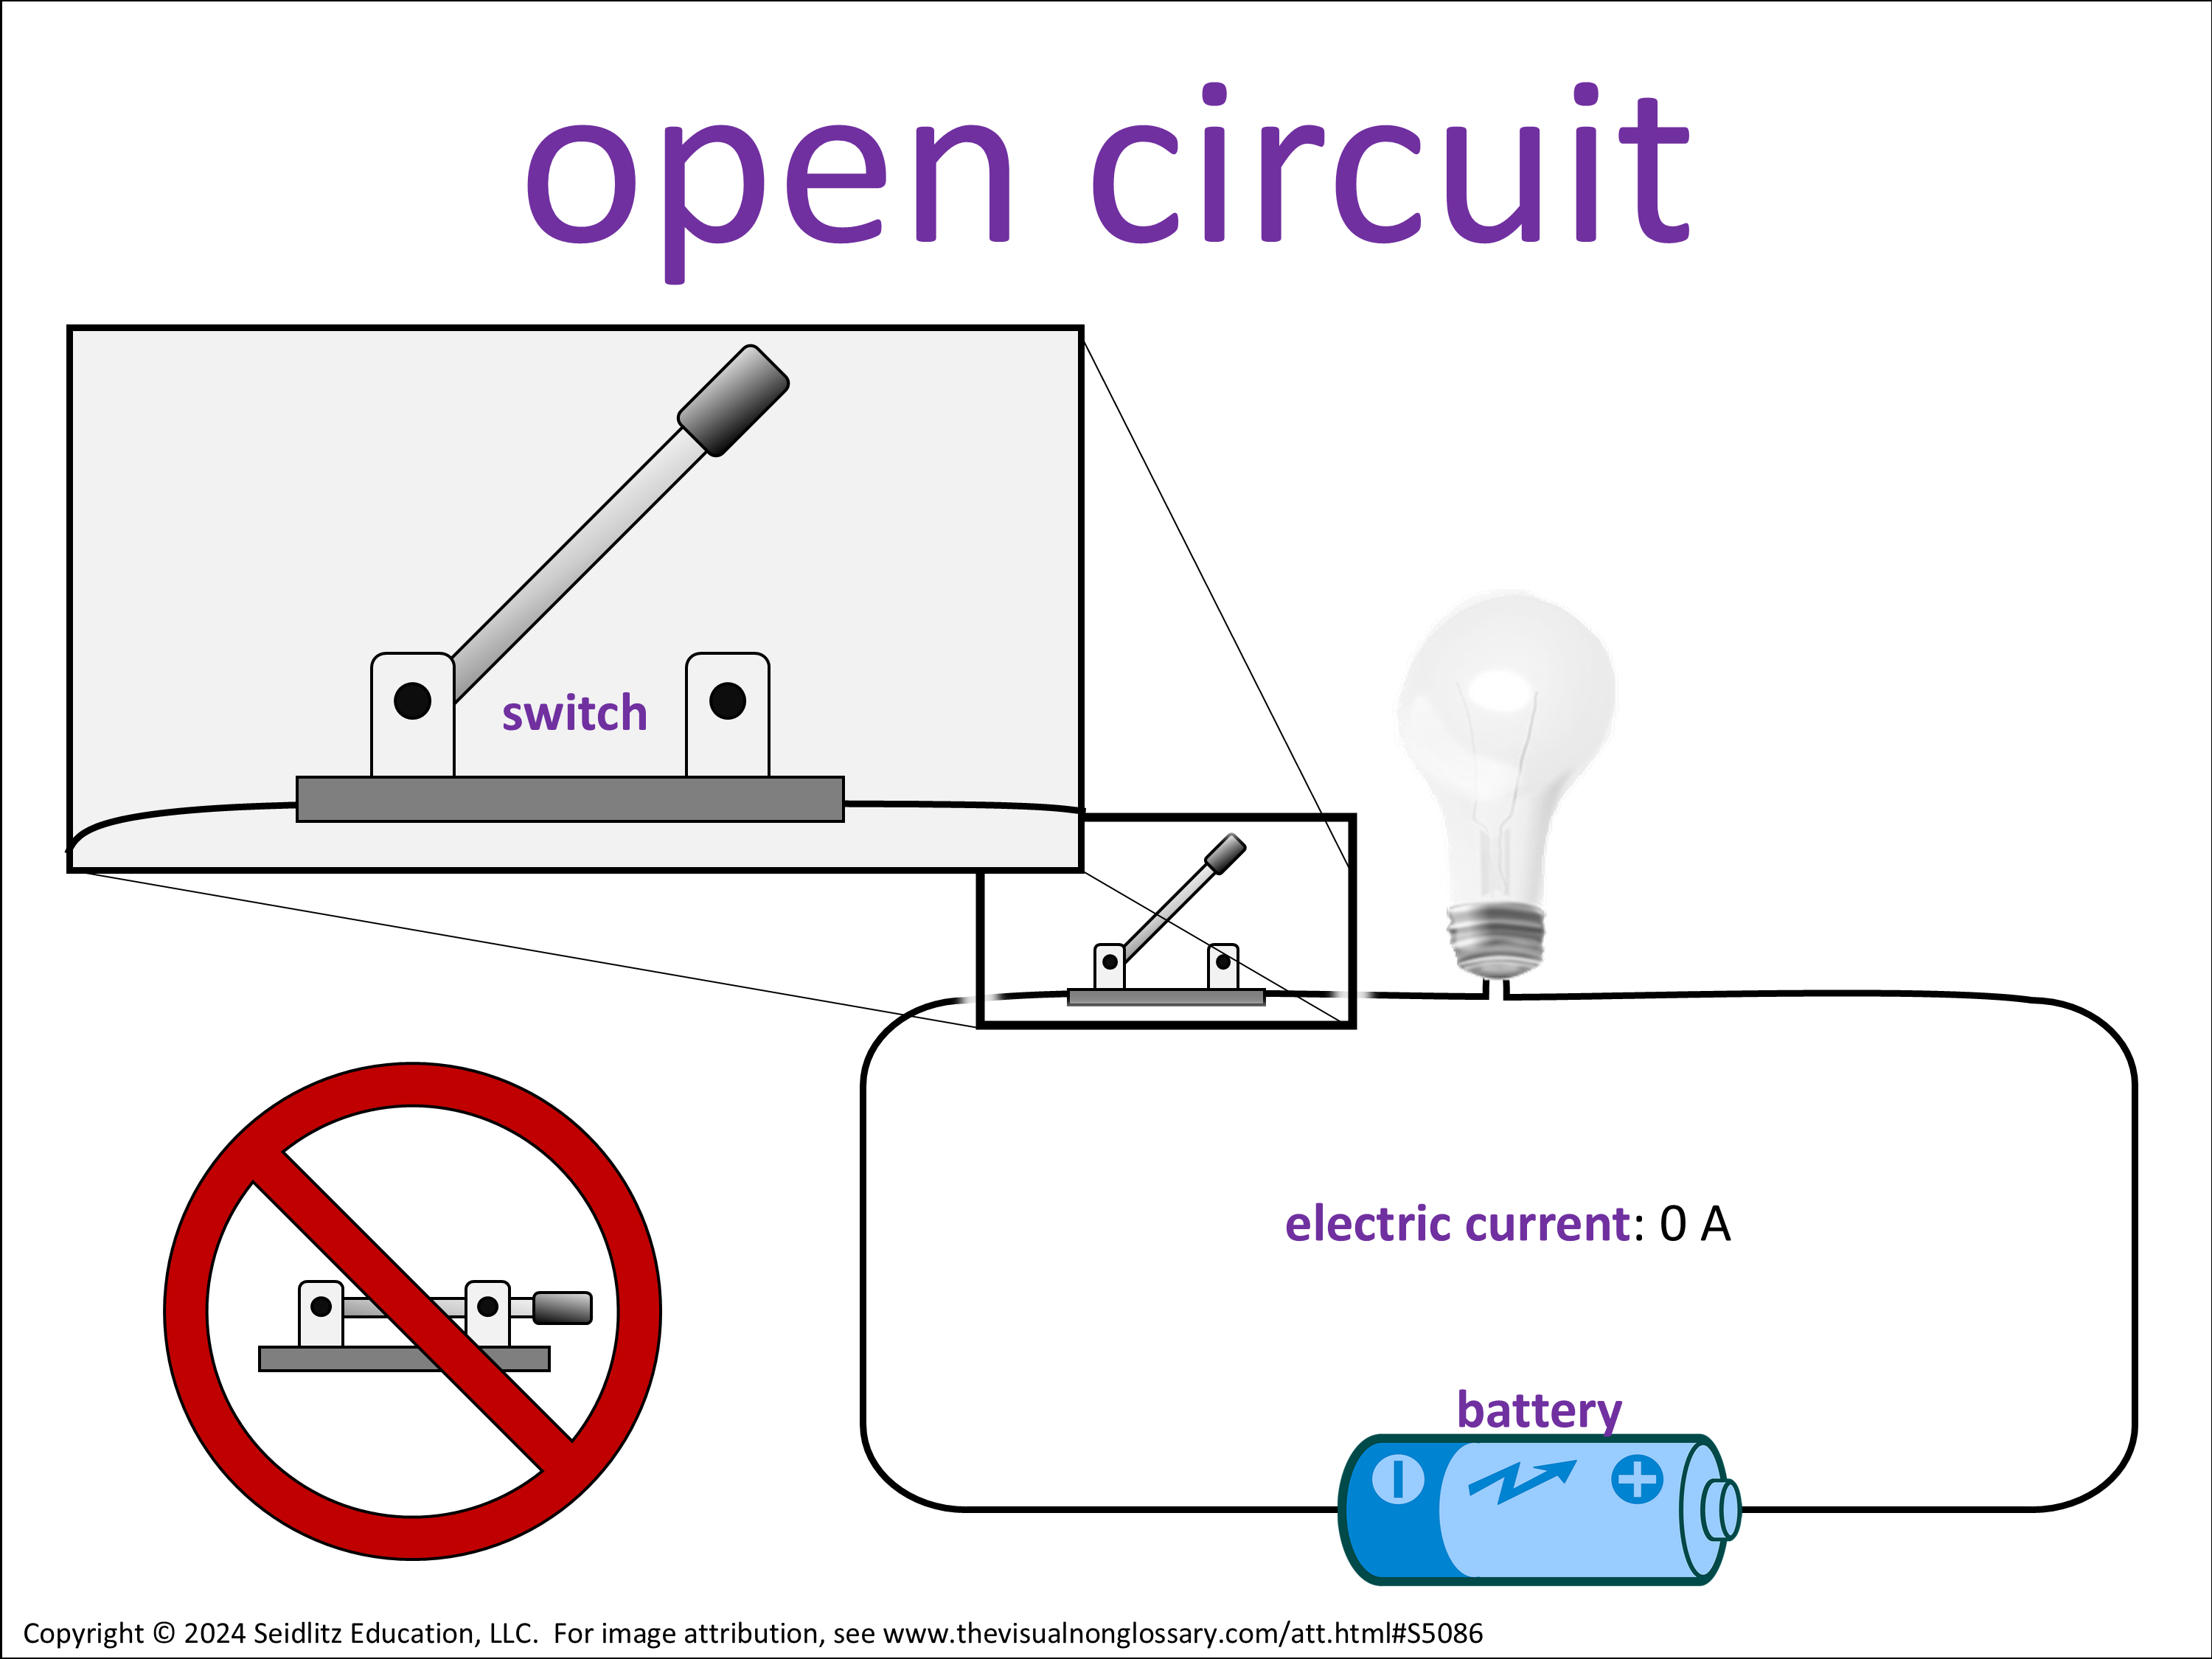 open circuit
switch
electric current: 0 A
battery
Copyright © 2024 Seidlitz Education, LLC.  For image attribution, see www.thevisualnonglossary.com/att.html#S5086